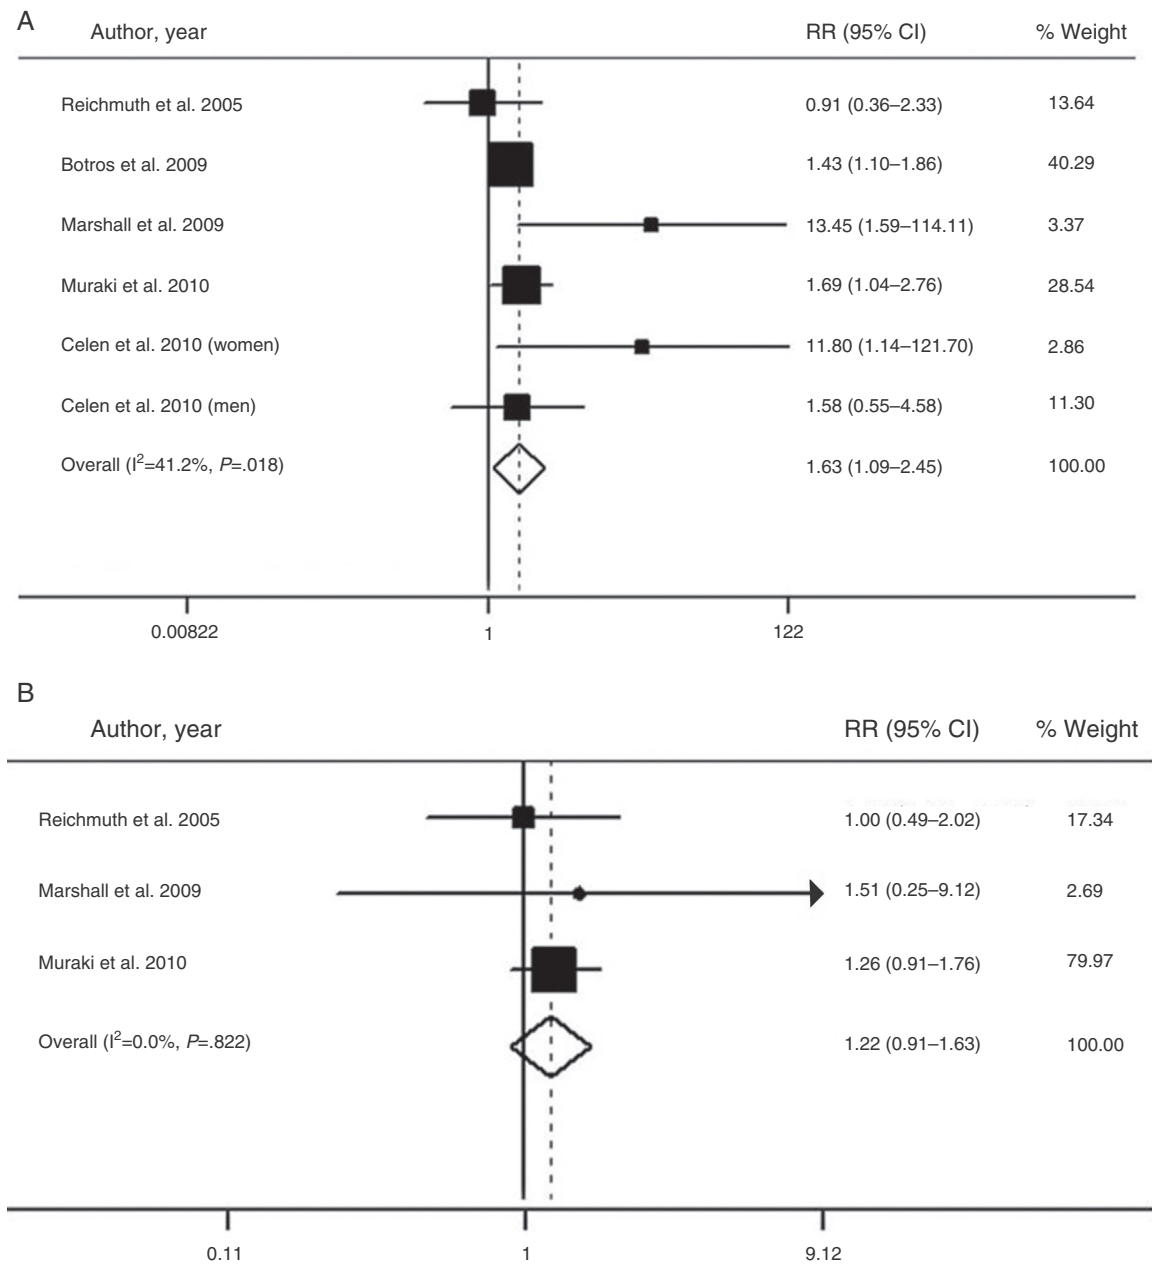 A
Author, year RR (95% CI) % Weight
Reichmuth et al. 2005 0.91 (0.36–2.33) 13.64
Botros et al. 2009 1.43 (1.10–1.86) 40.29
Marshall et al. 2009 13.45 (1.59–114.11) 3.37
Muraki et al. 2010 1.69 (1.04–2.76) 28.54
Celen et al. 2010 (women) 11.80 (1.14–121.70) 2.86
Celen et al. 2010 (men) 1.58 (0.55–4.58) 11.30
Overall (I²=41.2%, P=.018) 1.63 (1.09–2.45) 100.00
0.00822 1 122
B
Author, year RR (95% CI) % Weight
Reichmuth et al. 2005 1.00 (0.49–2.02) 17.34
Marshall et al. 2009 1.51 (0.25–9.12) 2.69
Muraki et al. 2010 1.26 (0.91–1.76) 79.97
Overall (I²=0.0%, P=.822) 1.22 (0.91–1.63) 100.00
0.11 1 9.12